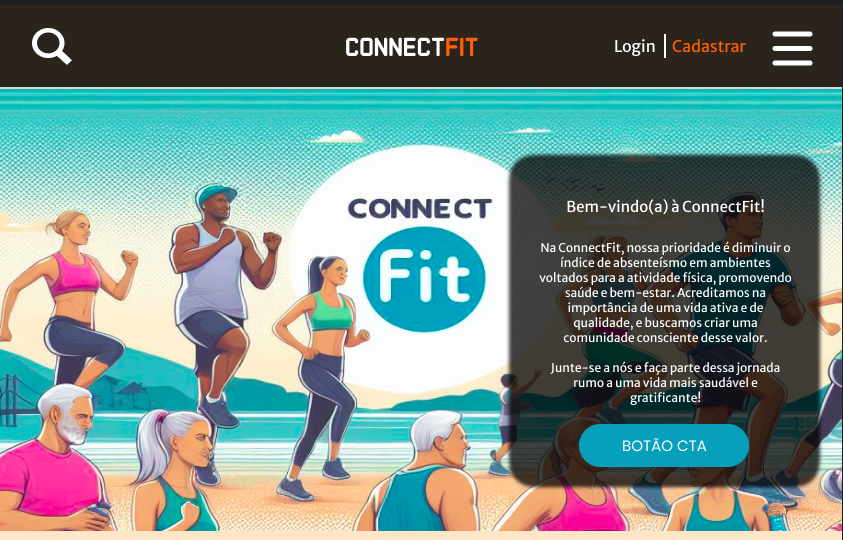 CONNECTFIT
Login | Cadastrar
CONNECT
Fit
Bem-vindo(a) à ConnectFit!
Na ConnectFit, nossa prioridade é diminuir o
índice de absenteísmo em ambientes
voltados para a atividade física, promovendo
saúde e bem-estar. Acreditamos na
importância de uma vida ativa e de
qualidade, e buscamos criar uma
comunidade consciente desse valor.
Junte-se a nós e faça parte dessa jornada
rumo a uma vida mais saudável e
gratificante!
BOTÃO CTA